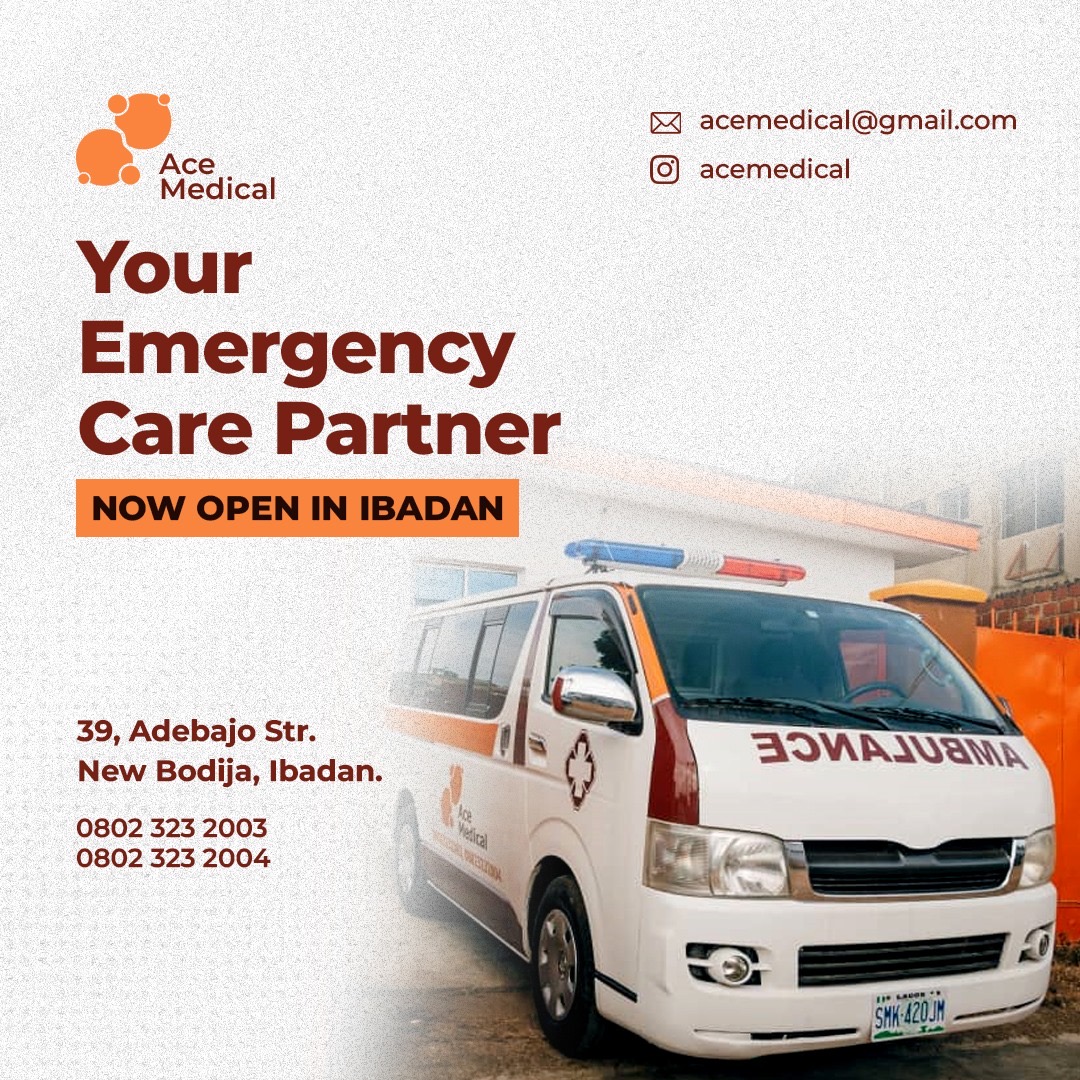 Ace
Medical
acemedical@gmail.com
acemedical
Your
Emergency
Care Partner
NOW OPEN IN IBADAN
39, Adebajo Str.
New Bodija, Ibadan.
0802 323 2003
0802 323 2004
AMBULANCE
Ace
Medical
LAGOS
SMK-420JM